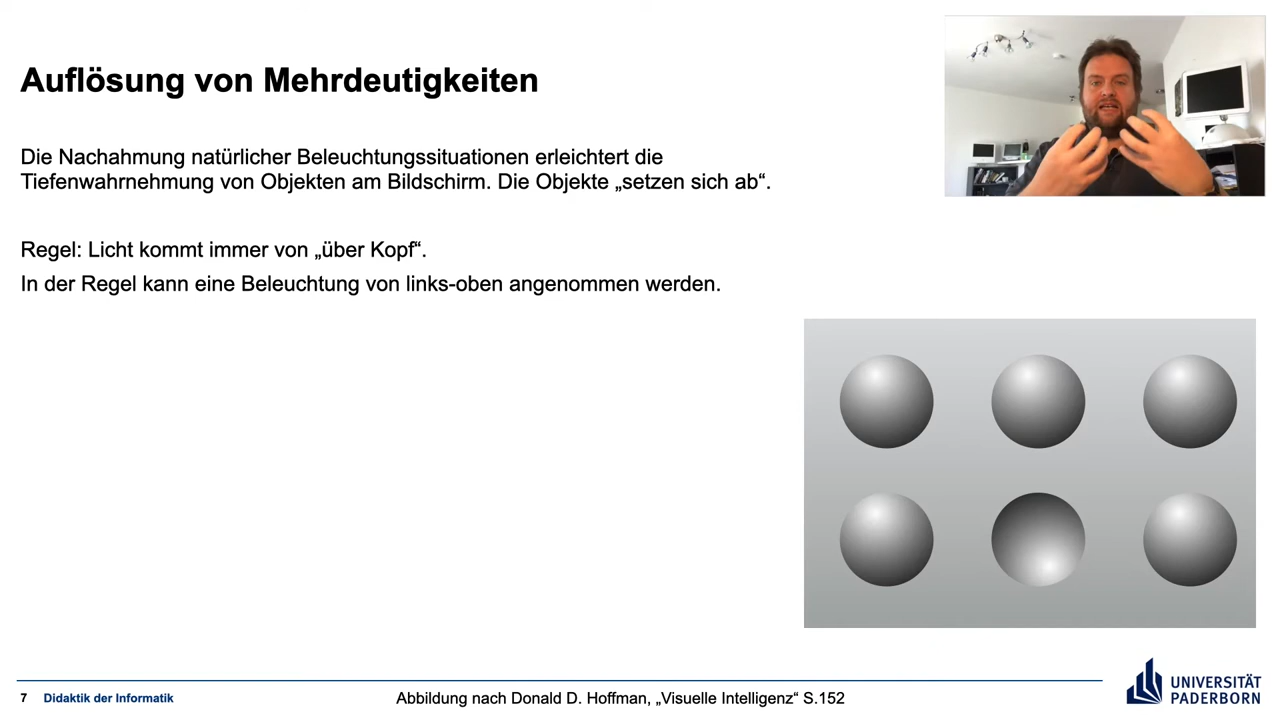 Auflösung von Mehrdeutigkeiten
Die Nachahmung natürlicher Beleuchtungssituationen erleichtert die
Tiefenwahrnehmung von Objekten am Bildschirm. Die Objekte „setzen sich ab“.
Regel: Licht kommt immer von „über Kopf“.
In der Regel kann eine Beleuchtung von links-oben angenommen werden.
7 Didaktik der Informatik
Abbildung nach Donald D. Hoffman, „Visuelle Intelligenz“ S.152
UNIVERSITÄT
PADERBORN